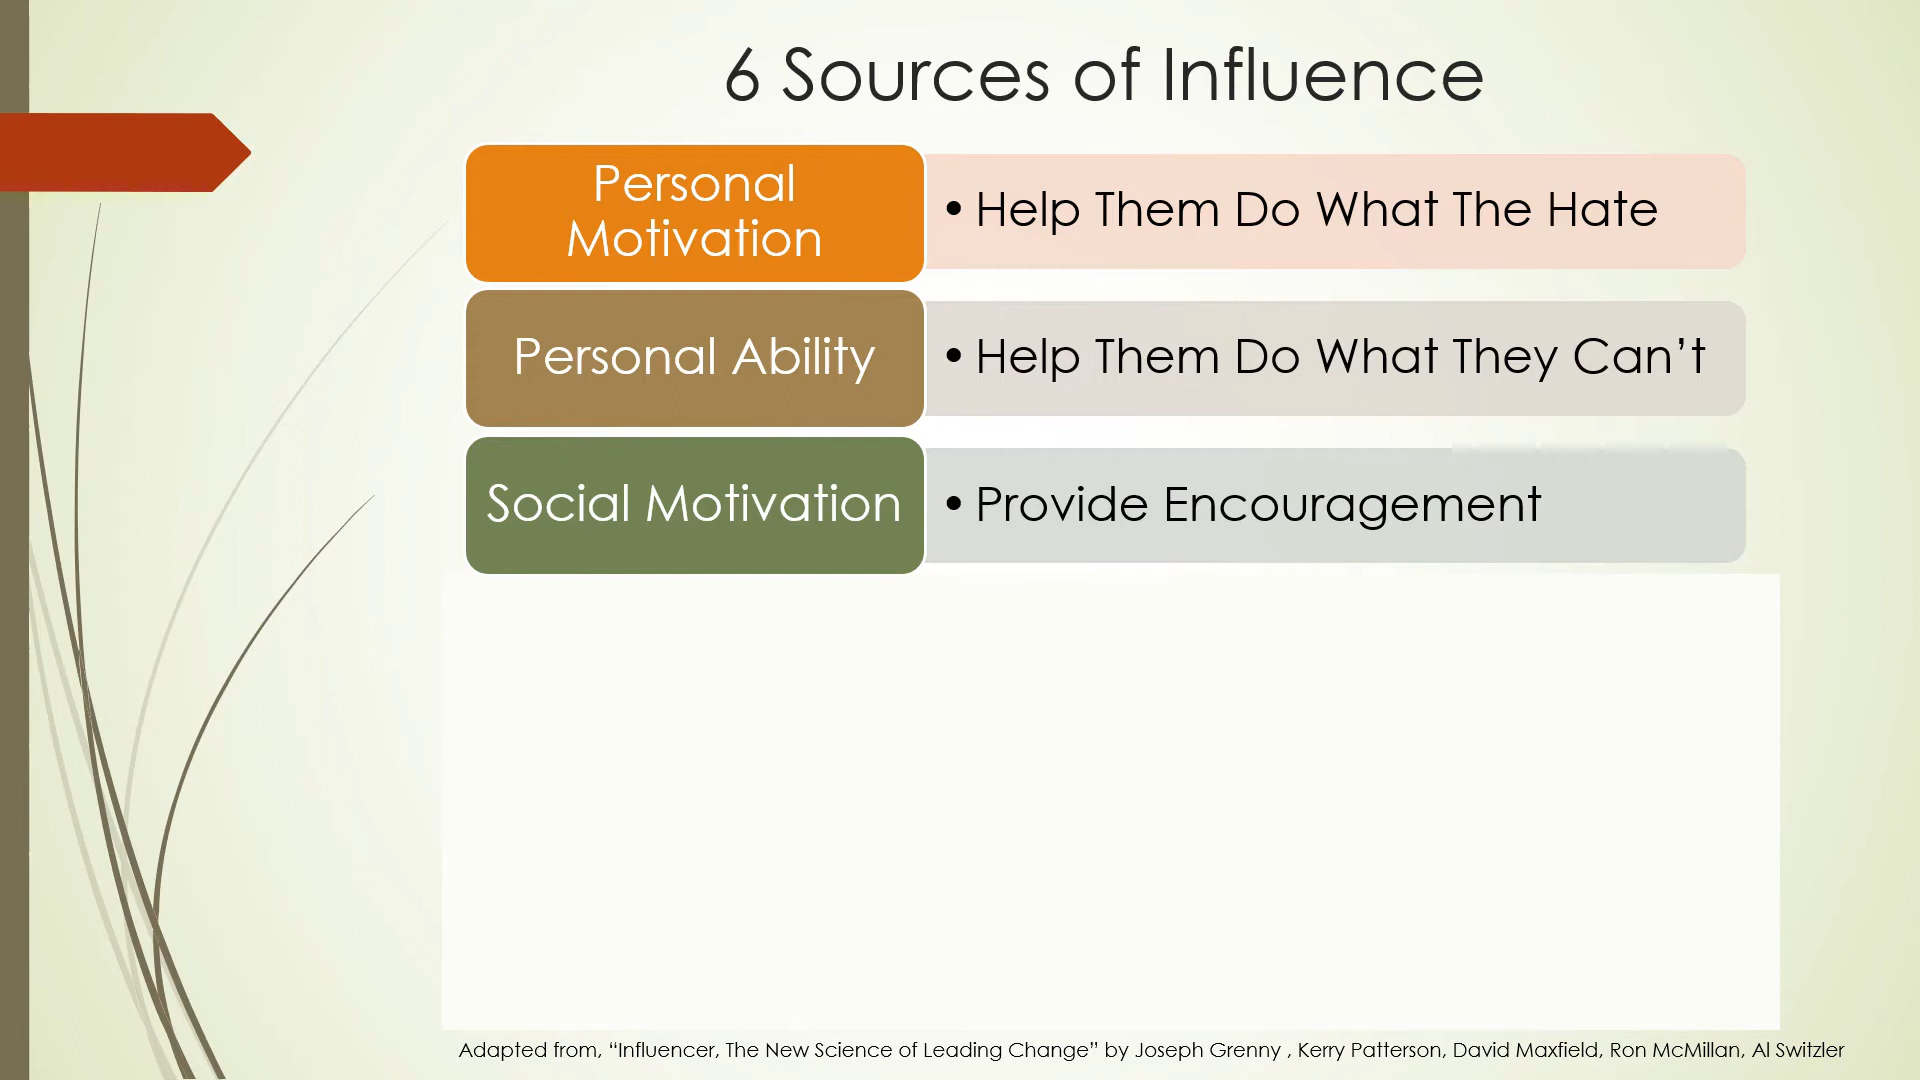 6 Sources of Influence
Personal
Motivation
• Help Them Do What The Hate
Personal Ability
• Help Them Do What They Can’t
Social Motivation
• Provide Encouragement
Adapted from, “Influencer, The New Science of Leading Change” by Joseph Grenny , Kerry Patterson, David Maxfield, Ron McMillan, Al Switzler